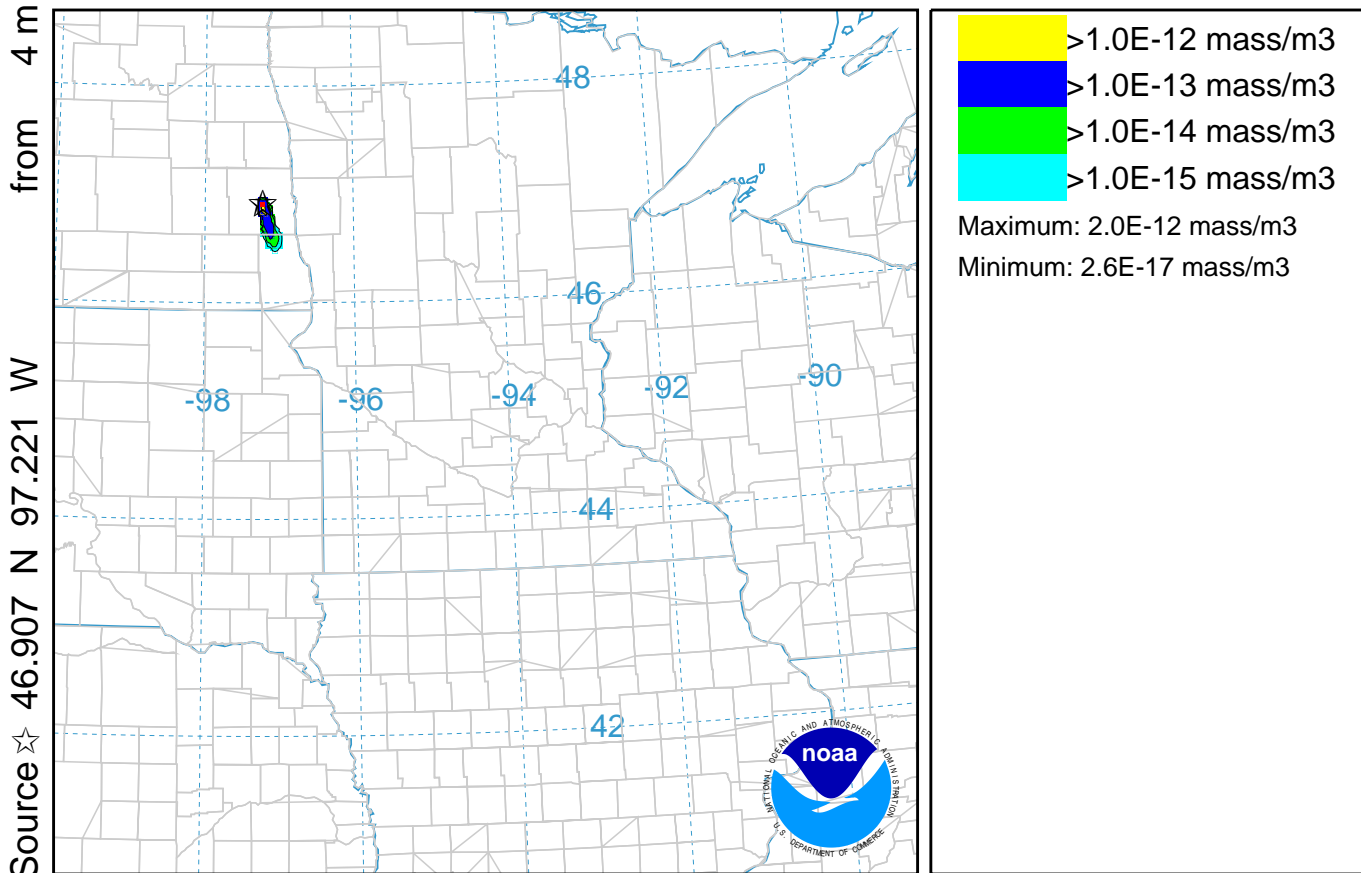 Source ☆ 46.907 N 97.221 W from 4 m
48
46
-98
-96
-94
-92
-90
44
42
NATIONAL OCEANIC AND ATMOSPHERIC ADMINISTRATION
noaa
U.S. DEPARTMENT OF COMMERCE
>1.0E-12 mass/m3
>1.0E-13 mass/m3
>1.0E-14 mass/m3
>1.0E-15 mass/m3
Maximum: 2.0E-12 mass/m3
Minimum: 2.6E-17 mass/m3